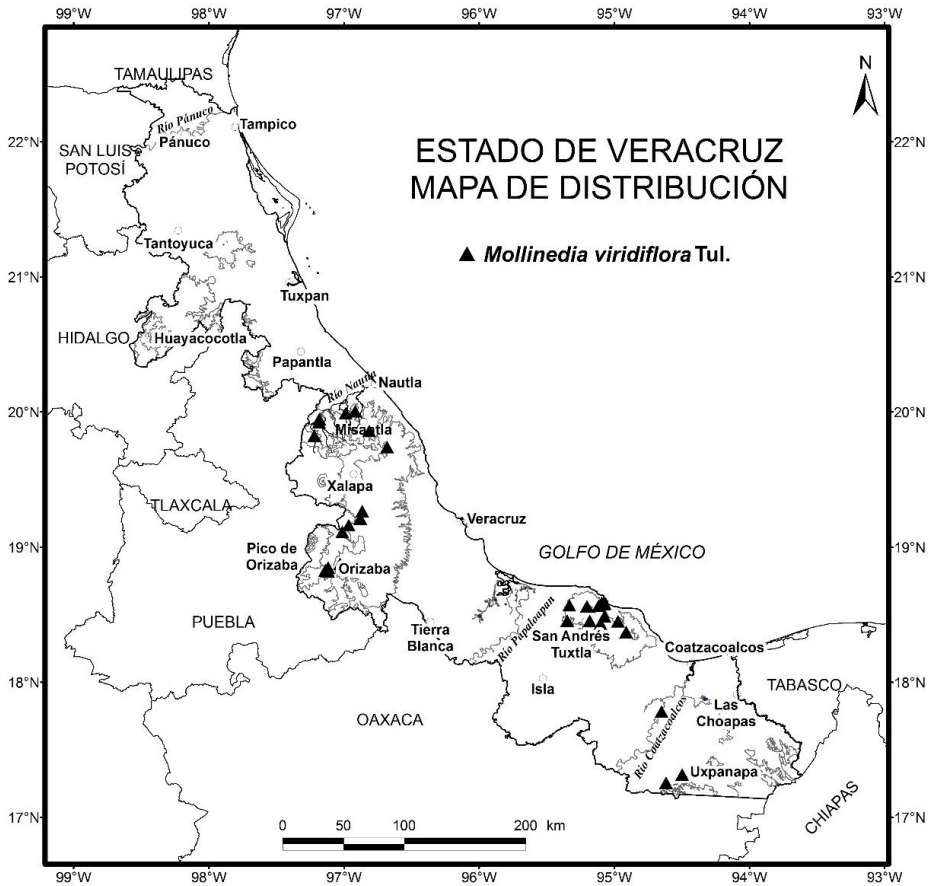 99°W 98°W 97°W 96°W 95°W 94°W 93°W
N
TAMAULIPAS
Río Pánuco
Tampico
22°N
Pánuco
22°N
SAN LUIS
POTOSÍ
ESTADO DE VERACRUZ
MAPA DE DISTRIBUCIÓN
Tantoyuca
▲ Mollinedia viridiflora Tul.
21°N
21°N
Tuxpan
HIDALGO
Huayacocotla
Papantla
Río Nautla
Nautla
20°N
20°N
Misantla
Xalapa
TLAXCALA
Veracruz
19°N
19°N
Pico de
Orizaba
GOLFO DE MÉXICO
Orizaba
PUEBLA
Tierra
Blanca
Río Papaloapan
San Andrés
Tuxtla
Coatzacoalcos
18°N
18°N
Isla
TABASCO
Las
Choapas
OAXACA
Río Coatzacoalcos
Uxpanapa
CHIAPAS
17°N
17°N
0 50 100 200 km
99°W 98°W 97°W 96°W 95°W 94°W 93°W